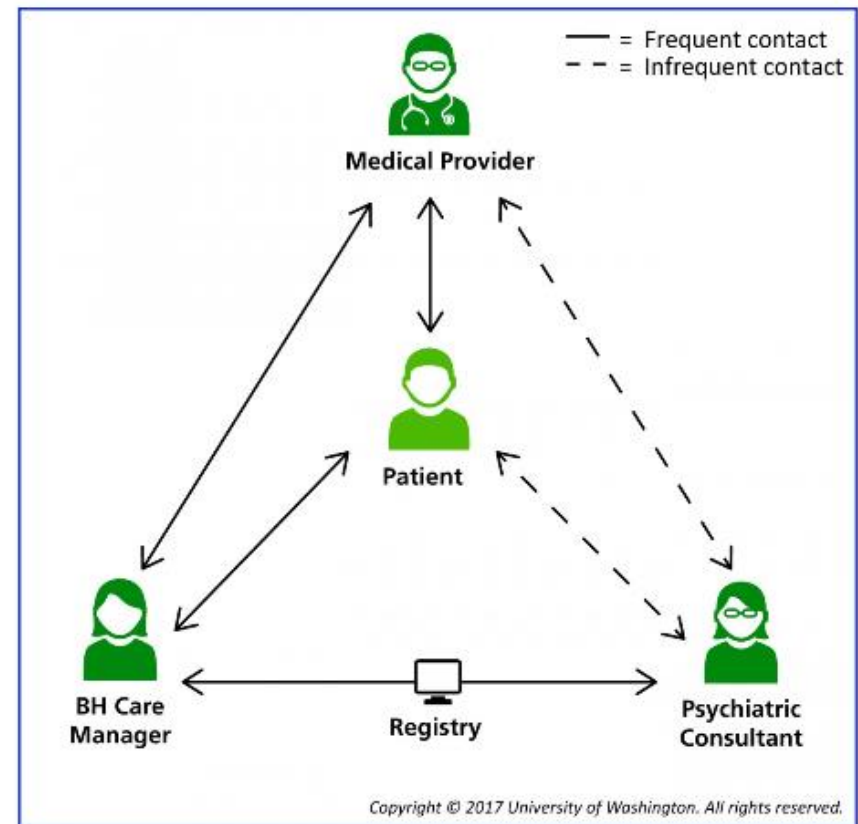 = Frequent contact
= Infrequent contact
Medical Provider
Patient
BH Care
Manager
Registry
Psychiatric
Consultant
Copyright © 2017 University of Washington. All rights reserved.